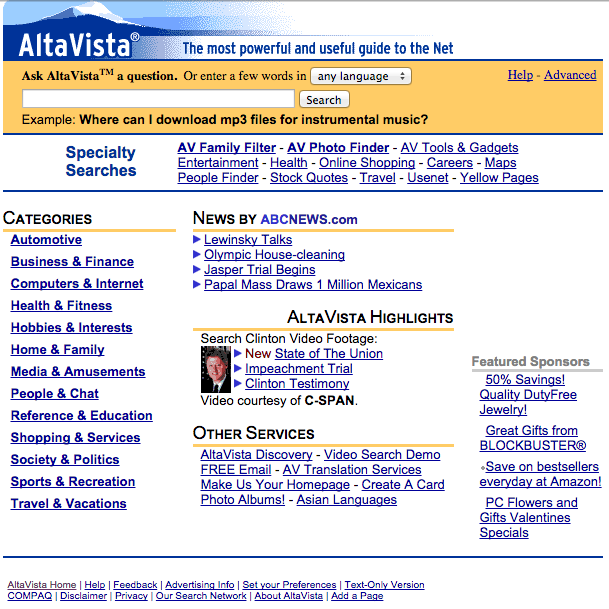 ALTAVISTA® The most powerful and useful guide to the Net
Ask AltaVista™ a question. Or enter a few words in any language Help - Advanced
Search
Example: Where can I download mp3 files for instrumental music?
Specialty Searches
AV Family Filter - AV Photo Finder - AV Tools & Gadgets
Entertainment - Health - Online Shopping - Careers - Maps
People Finder - Stock Quotes - Travel - Usenet - Yellow Pages
CATEGORIES
Automotive
Business & Finance
Computers & Internet
Health & Fitness
Hobbies & Interests
Home & Family
Media & Amusements
People & Chat
Reference & Education
Shopping & Services
Society & Politics
Sports & Recreation
Travel & Vacations
NEWS BY ABCNEWS.com
Lewinsky Talks
Olympic House-cleaning
Jasper Trial Begins
Papal Mass Draws 1 Million Mexicans
ALTAVISTA HIGHLIGHTS
Search Clinton Video Footage:
New State of The Union
Impeachment Trial
Clinton Testimony
Video courtesy of C-SPAN.
OTHER SERVICES
AltaVista Discovery - Video Search Demo
FREE Email - AV Translation Services
Make Us Your Homepage - Create A Card
Photo Albums! - Asian Languages
Featured Sponsors
50% Savings!
Quality DutyFree
Jewelry!
Great Gifts from
BLOCKBUSTER®
Save on bestsellers
everyday at Amazon!
PC Flowers and
Gifts Valentines
Specials
AltaVista Home | Help | Feedback | Advertising Info | Set your Preferences | Text-Only Version
COMPAQ | Disclaimer | Privacy | Our Search Network | About AltaVista | Add a Page